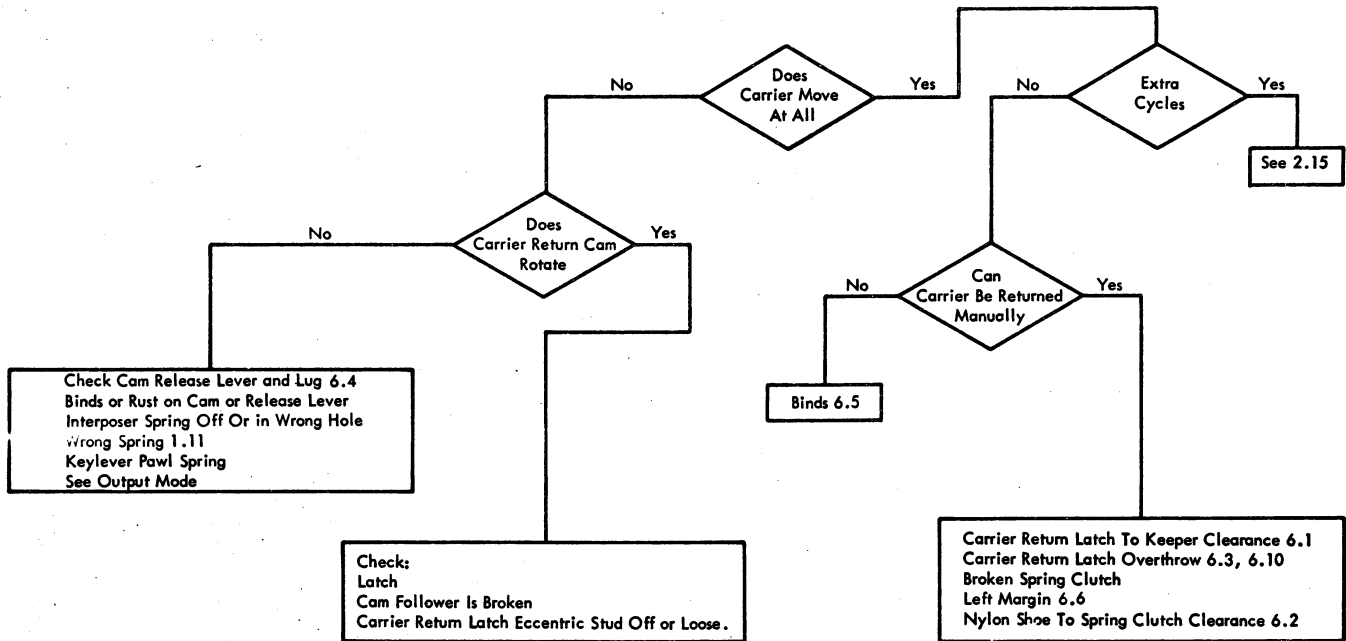 Does
Carrier Move
At All
No
Yes
Extra
Cycles
No
Yes
See 2.15
Does
Carrier Return Cam
Rotate
No
Yes
Can
Carrier Be Returned
Manually
No
Yes
Check Cam Release Lever and Lug 6.4
Binds or Rust on Cam or Release Lever
Interposer Spring Off Or in Wrong Hole
Wrong Spring 1.11
Keylever Pawl Spring
See Output Mode
Binds 6.5
Check:
Latch
Cam Follower Is Broken
Carrier Return Latch Eccentric Stud Off or Loose.
Carrier Return Latch To Keeper Clearance 6.1
Carrier Return Latch Overthrow 6.3, 6.10
Broken Spring Clutch
Left Margin 6.6
Nylon Shoe To Spring Clutch Clearance 6.2